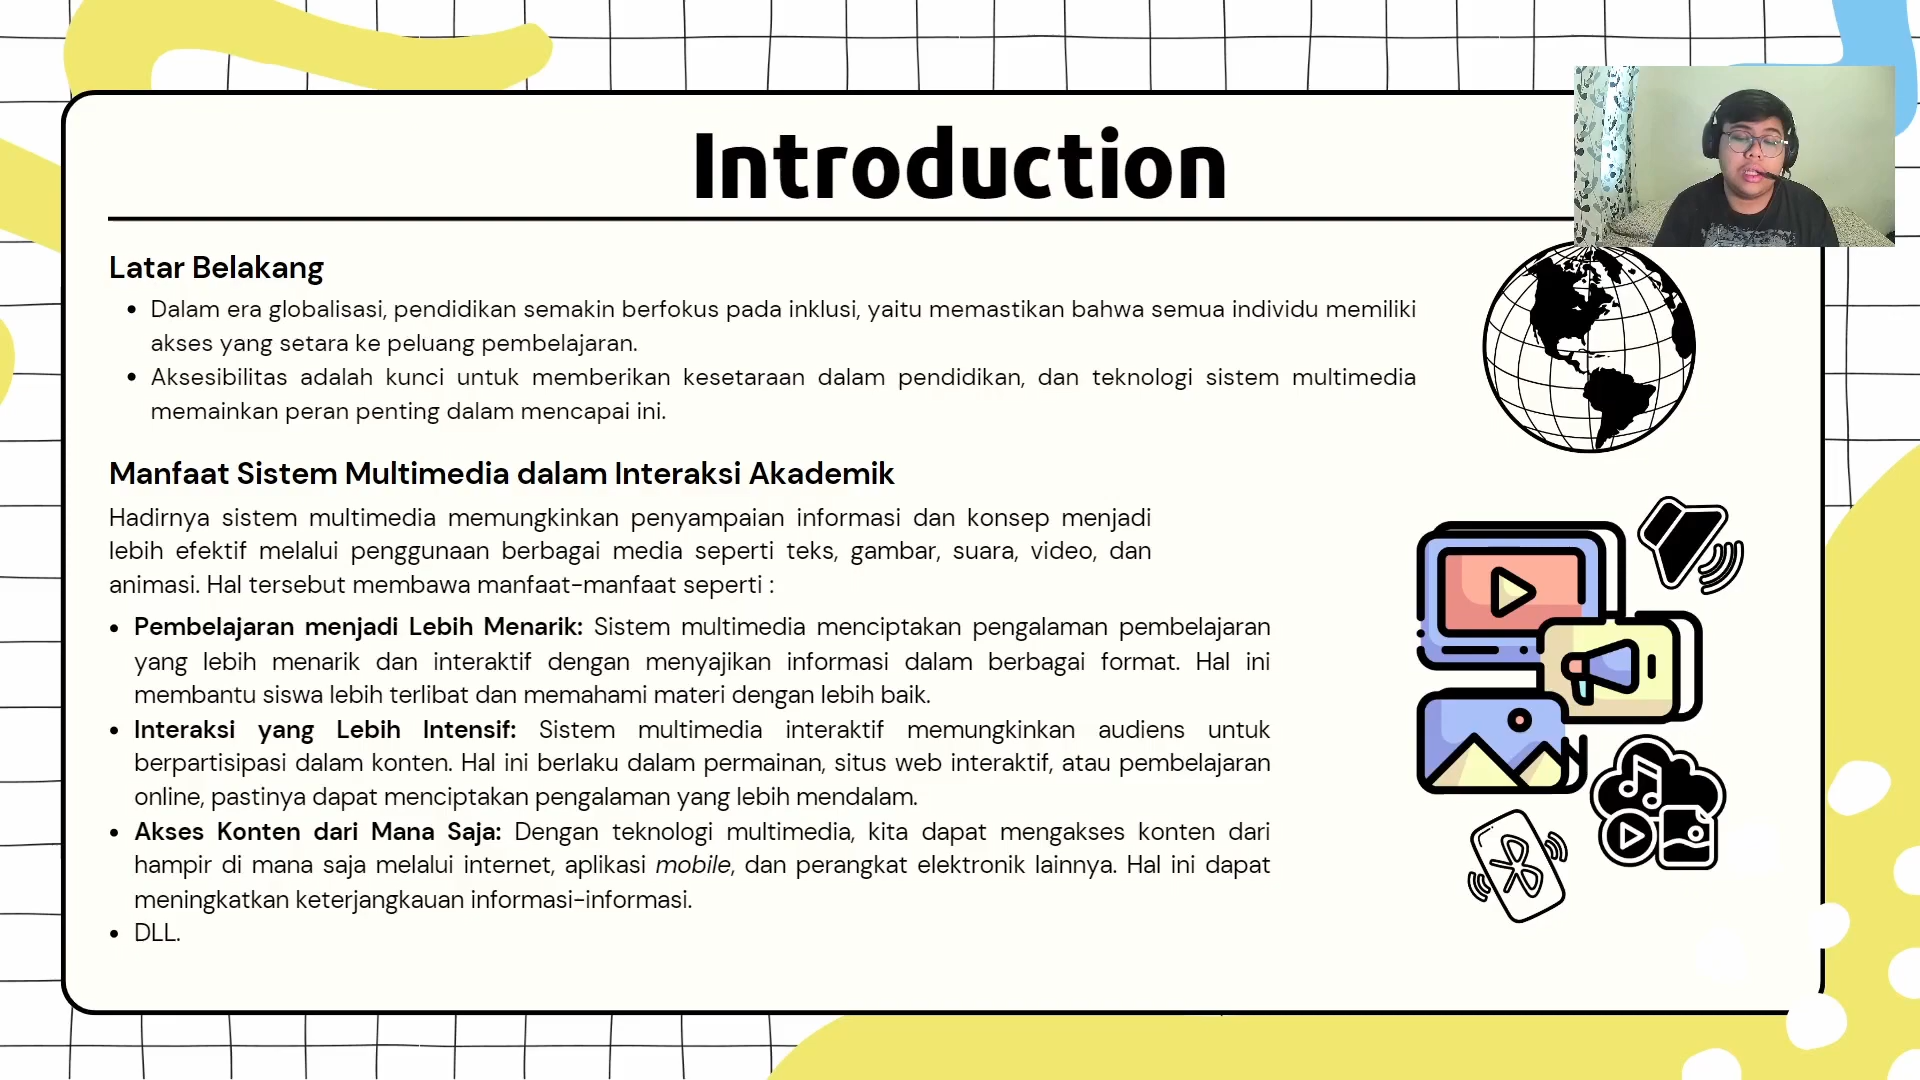 Introduction
Latar Belakang
• Dalam era globalisasi, pendidikan semakin berfokus pada inklusi, yaitu memastikan bahwa semua individu memiliki
akses yang setara ke peluang pembelajaran.
• Aksesibilitas adalah kunci untuk memberikan kesetaraan dalam pendidikan, dan teknologi sistem multimedia
memainkan peran penting dalam mencapai ini.
Manfaat Sistem Multimedia dalam Interaksi Akademik
Hadirnya sistem multimedia memungkinkan penyampaian informasi dan konsep menjadi
lebih efektif melalui penggunaan berbagai media seperti teks, gambar, suara, video, dan
animasi. Hal tersebut membawa manfaat-manfaat seperti :
• Pembelajaran menjadi Lebih Menarik: Sistem multimedia menciptakan pengalaman pembelajaran
yang lebih menarik dan interaktif dengan menyajikan informasi dalam berbagai format. Hal ini
membantu siswa lebih terlibat dan memahami materi dengan lebih baik.
• Interaksi yang Lebih Intensif: Sistem multimedia interaktif memungkinkan audiens untuk
berpartisipasi dalam konten. Hal ini berlaku dalam permainan, situs web interaktif, atau pembelajaran
online, pastinya dapat menciptakan pengalaman yang lebih mendalam.
• Akses Konten dari Mana Saja: Dengan teknologi multimedia, kita dapat mengakses konten dari
hampir di mana saja melalui internet, aplikasi mobile, dan perangkat elektronik lainnya. Hal ini dapat
meningkatkan keterjangkauan informasi-informasi.
• DLL.